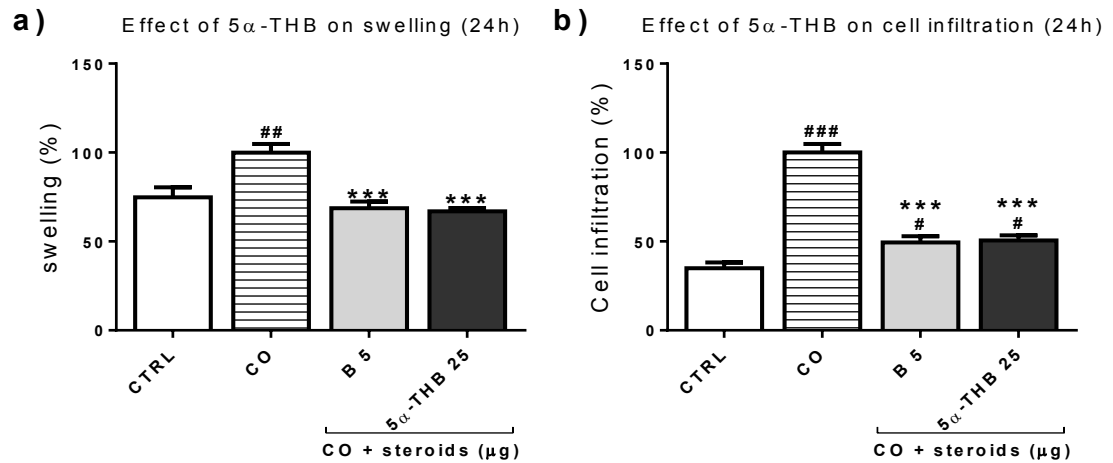 a)
Effect of 5α-THB on swelling (24h)
swelling (%)
150
100
50
0
##
***
***
CTRL
CO
B 5
5α-THB 25
CO + steroids (μg)
b)
Effect of 5α-THB on cell infiltration (24h)
Cell infiltration (%)
150
100
50
0
###
***
#
***
#
CTRL
CO
B 5
5α-THB 25
CO + steroids (μg)